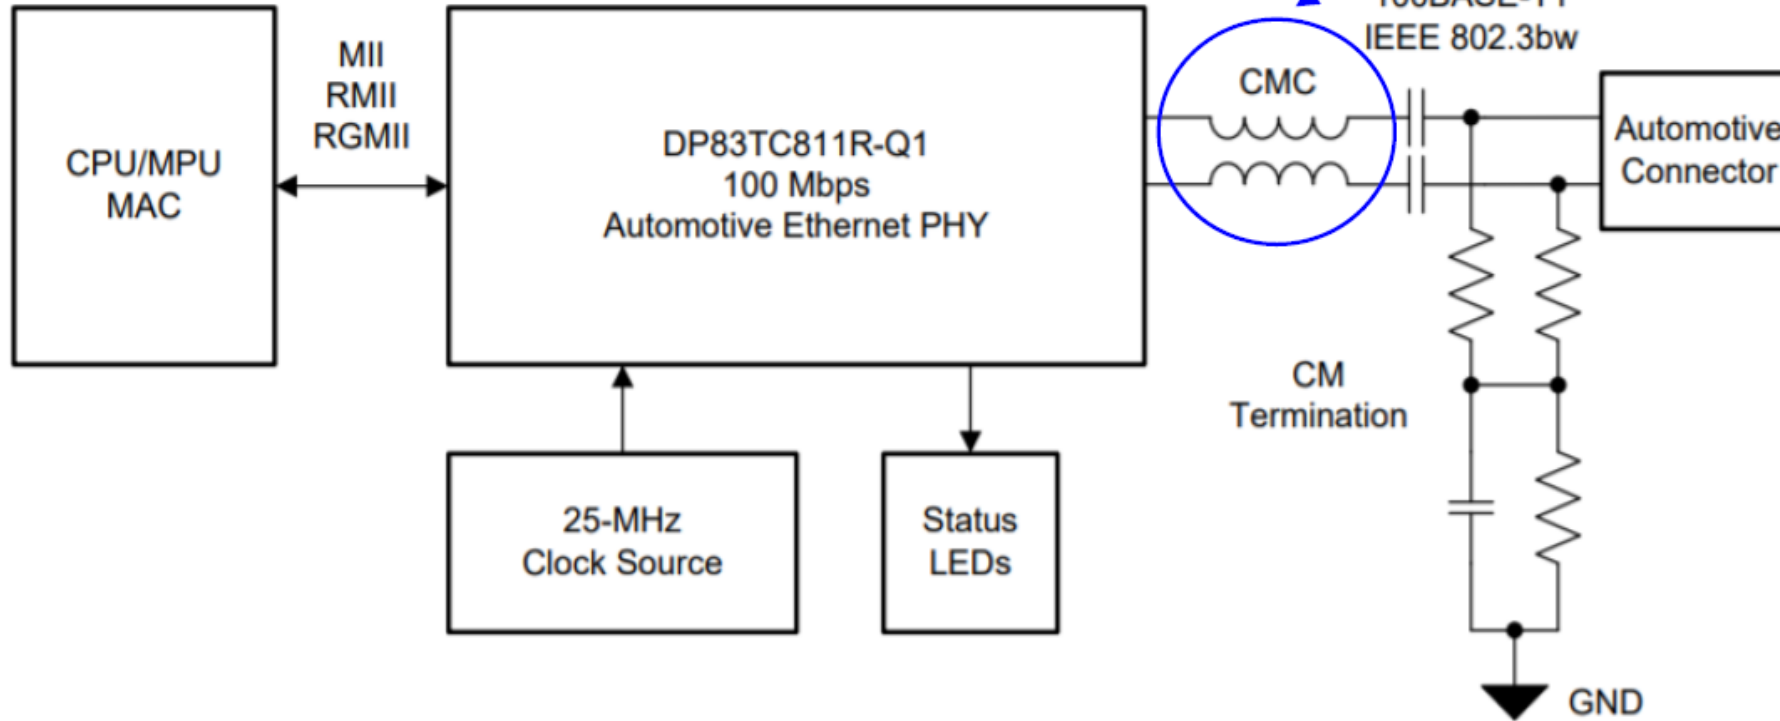 MII
RMII
RGMII
CPU/MPU
MAC
DP83TC811R-Q1
100 Mbps
Automotive Ethernet PHY
CMC
IEEE 802.3bw
Automotive
Connector
CM
Termination
25-MHz
Clock Source
Status
LEDs
GND